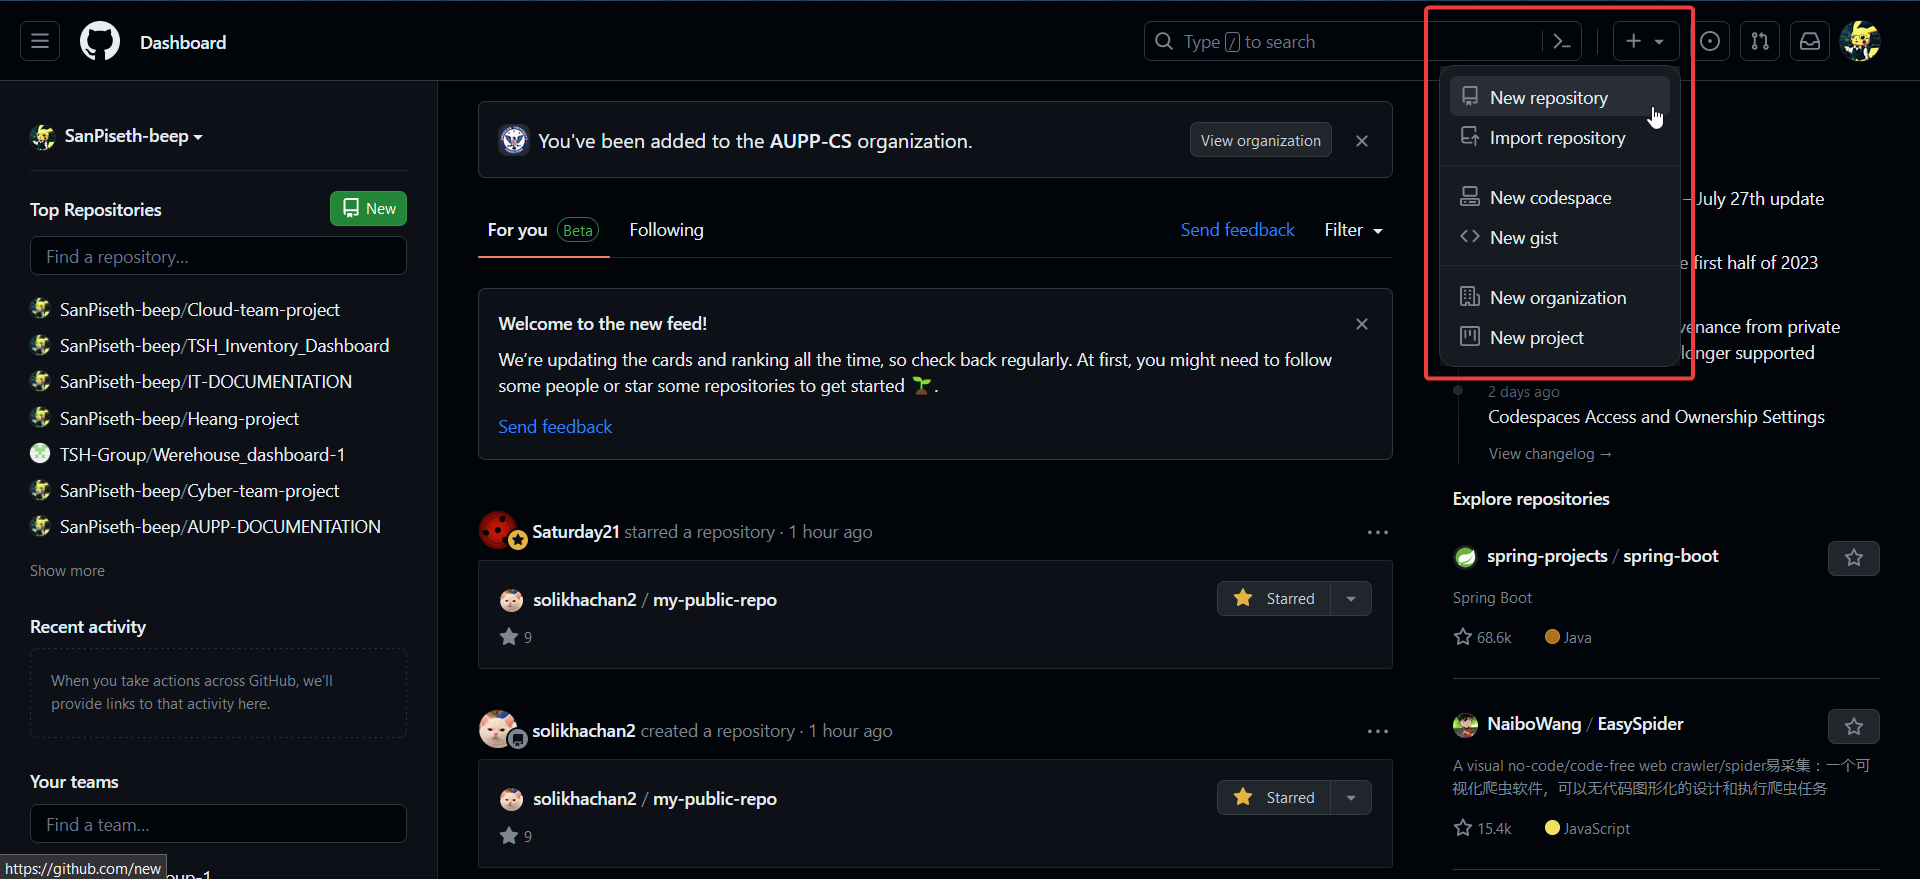 Dashboard
Type / to search
SanPiseth-beep
Top Repositories
New
Find a repository...
SanPiseth-beep/Cloud-team-project
SanPiseth-beep/TSH_Inventory_Dashboard
SanPiseth-beep/IT-DOCUMENTATION
SanPiseth-beep/Heang-project
TSH-Group/Werehouse_dashboard-1
SanPiseth-beep/Cyber-team-project
SanPiseth-beep/AUPP-DOCUMENTATION
Show more
Recent activity
When you take actions across GitHub, we'll
provide links to that activity here.
Your teams
Find a team...
https://github.com/new
You've been added to the AUPP-CS organization.
View organization
For you Beta
Following
Send feedback
Filter
Welcome to the new feed!
We're updating the cards and ranking all the time, so check back regularly. At first, you might need to follow
some people or star some repositories to get started 🌱.
Send feedback
Saturday21 starred a repository · 1 hour ago
solikhachan2 / my-public-repo
Starred
9
solikhachan2 created a repository · 1 hour ago
solikhachan2 / my-public-repo
Starred
9
New repository
Import repository
New codespace
New gist
New organization
New project
– July 27th update
first half of 2023
from private
longer supported
2 days ago
Codespaces Access and Ownership Settings
View changelog →
Explore repositories
spring-projects / spring-boot
Spring Boot
68.6k
Java
NaiboWang / EasySpider
A visual no-code/code-free web crawler/spider易采集：一个可
视化爬虫软件，可以无代码图形化的设计和执行爬虫任务
15.4k
JavaScript